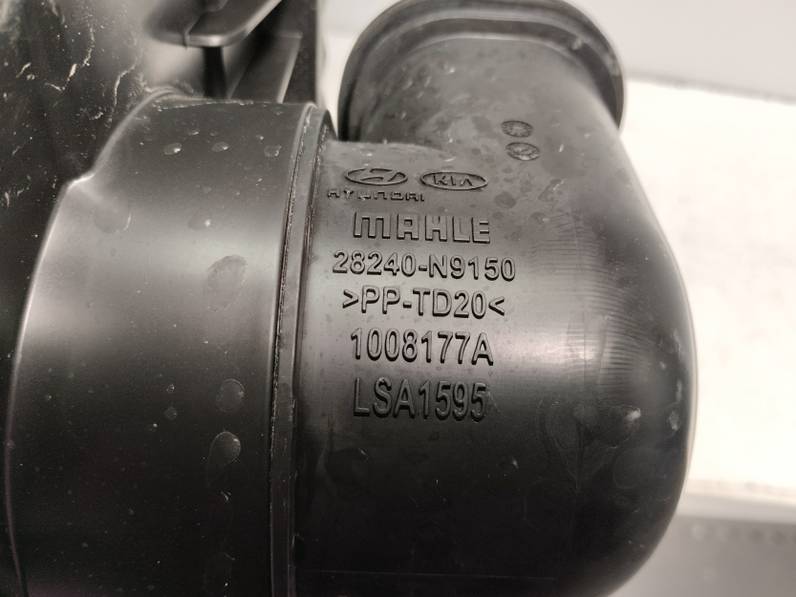 HYUNDAI KIA
MAHLE
28240-N9150
>PP-TD20<
1008177A
LSA1595